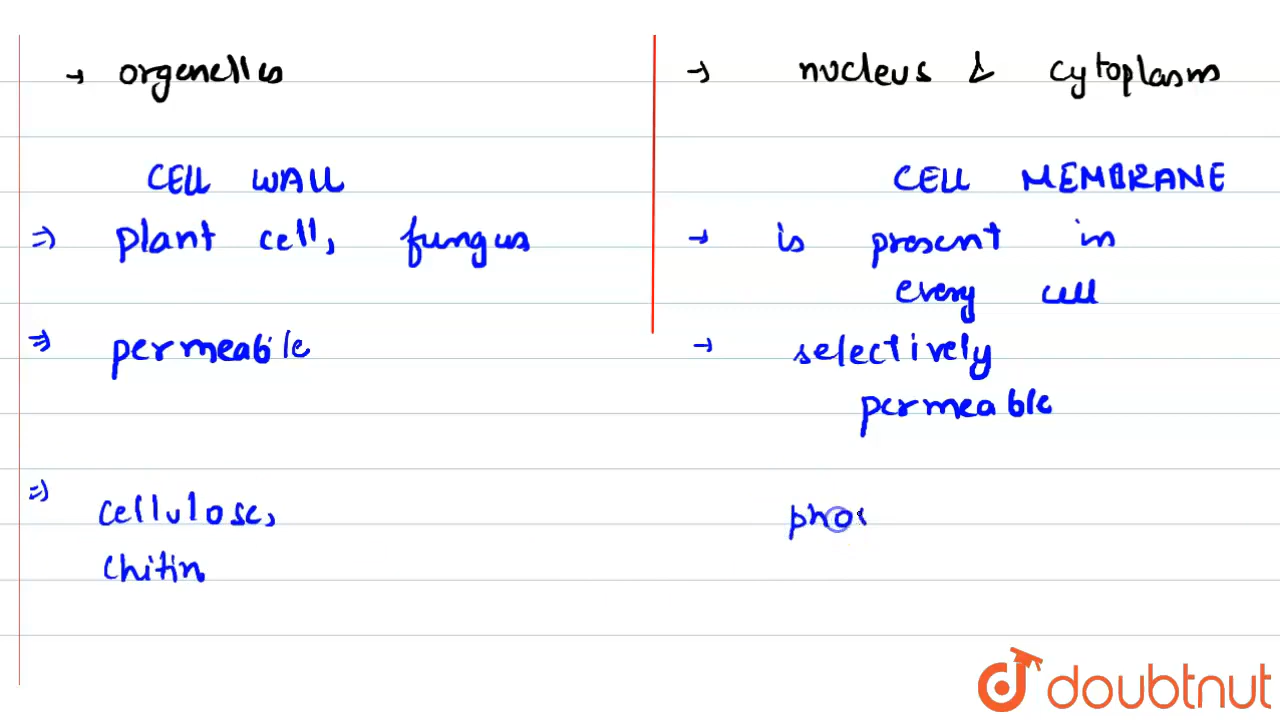 → organelles
→ nucleus & cytoplasm
CELL WALL
CELL MEMBRANE
⇒ plant cell, fungus
→ is present in
every cell
⇒ permeable
→ selectively
permeable
⇒ cellulose,
chitin
phos
doubtnut